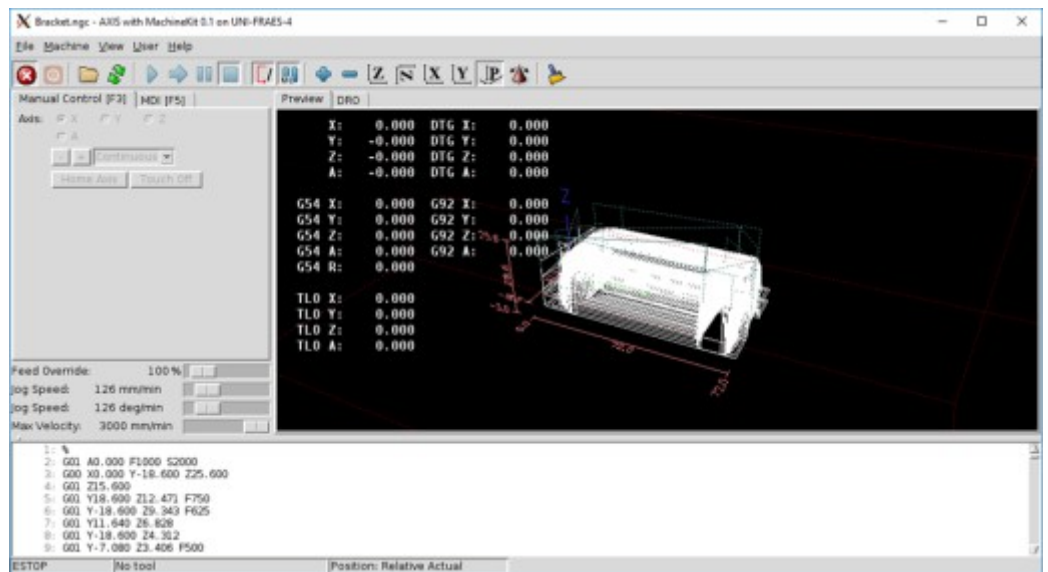 Bracket.ngc - AXIS with MachineKit 0.1 on UNI-FRAES-4
File Machine View User Help
Z X Y P
Manual Control [F3] MDI [F5] Preview DRO
Axis: X Y Z
A
Continuous
Home Axis Touch Off
X: 0.000 DTG X: 0.000
Y: -0.000 DTG Y: 0.000
Z: -0.000 DTG Z: 0.000
A: -0.000 DTG A: 0.000
G54 X: 0.000 G92 X: 0.000
G54 Y: 0.000 G92 Y: 0.000
G54 Z: 0.000 G92 Z: 0.000
G54 A: 0.000 G92 A: 0.000
G54 R: 0.000
TLO X: 0.000
TLO Y: 0.000
TLO Z: 0.000
TLO A: 0.000
Z
Feed Override: 100 %
Jog Speed: 126 mm/min
Jog Speed: 126 deg/min
Max Velocity: 3000 mm/min
1: %
2: G01 A0.000 F1000 S2000
3: G00 X0.000 Y-18.600 Z25.600
4: G01 Z15.600
5: G01 Y18.600 Z12.471 F750
6: G01 Y-18.600 Z9.343 F625
7: G01 Y11.640 Z6.828
8: G01 Y-18.600 Z4.312
9: G01 Y-7.080 Z3.406 F500
ESTOP No tool Position: Relative Actual